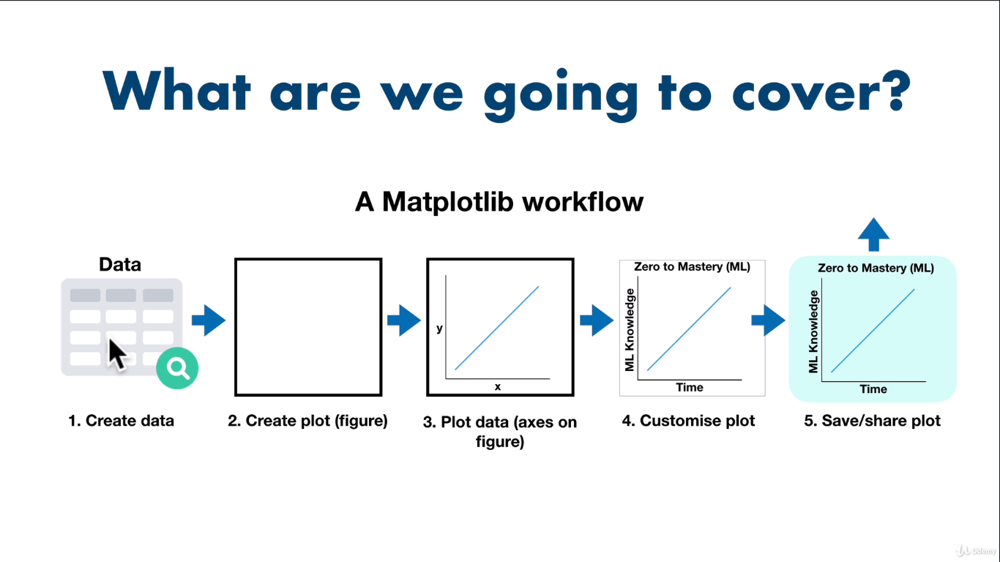 What are we going to cover?
A Matplotlib workflow
Data
1. Create data
2. Create plot (figure)
y
x
3. Plot data (axes on
figure)
Zero to Mastery (ML)
ML Knowledge
Time
4. Customise plot
Zero to Mastery (ML)
ML Knowledge
Time
5. Save/share plot
Udemy